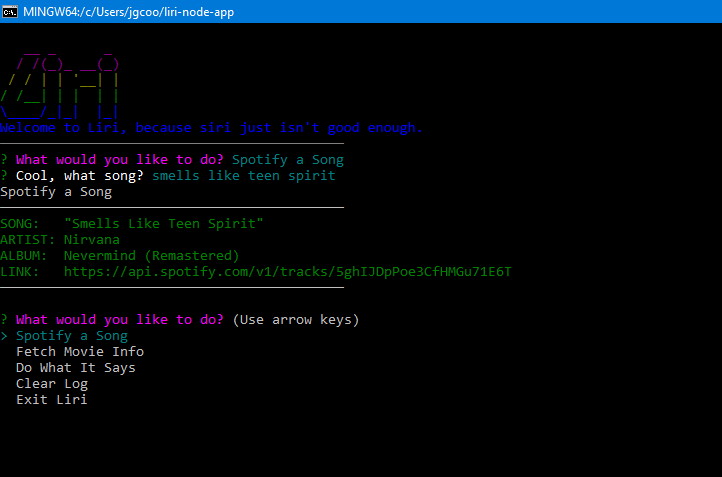 MINGW64:/c/Users/jgcoo/liri-node-app
Liri
Welcome to Liri, because siri just isn't good enough.
? What would you like to do? Spotify a Song
? Cool, what song? smells like teen spirit
Spotify a Song
SONG: "Smells Like Teen Spirit"
ARTIST: Nirvana
ALBUM: Nevermind (Remastered)
LINK: https://api.spotify.com/v1/tracks/5ghIJDpPoe3CfHMGu71E6T
? What would you like to do? (Use arrow keys)
> Spotify a Song
Fetch Movie Info
Do What It Says
Clear Log
Exit Liri